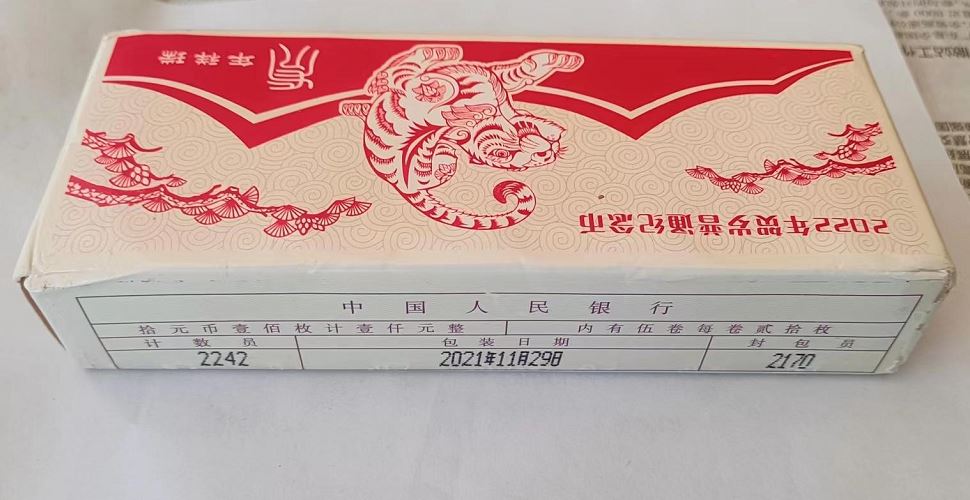 虎年祥瑞
2022年贺岁普通纪念币
中国人民银行
拾元币壹佰枚计壹仟元整 内有伍卷每卷贰拾枚
计数员 包装日期 封包员
2242 2021年11月29日 2170